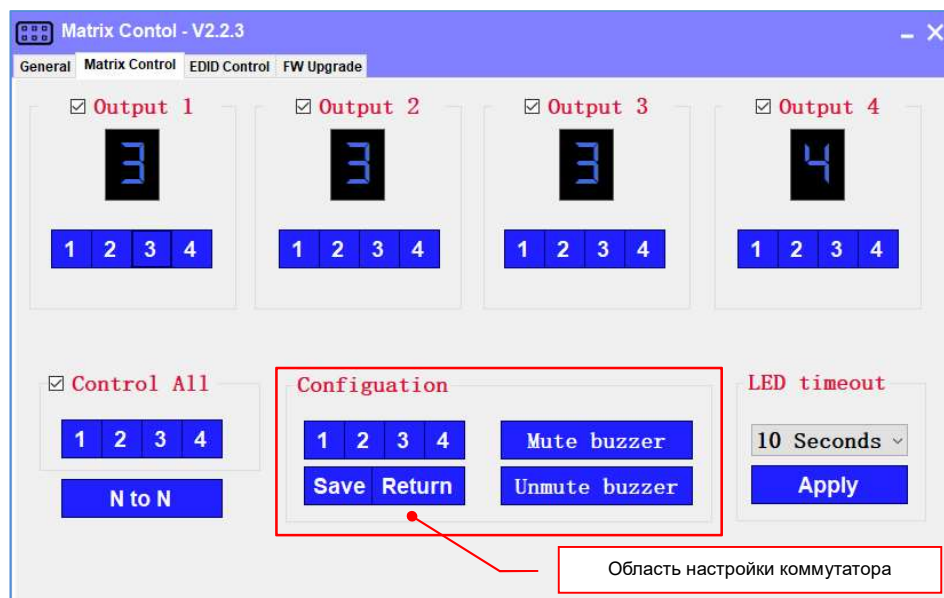 Matrix Contol - V2.2.3
General Matrix Control EDID Control FW Upgrade
Output 1 Output 2 Output 3 Output 4
3 3 3 4
1 2 3 4 1 2 3 4 1 2 3 4 1 2 3 4
Control All Configuation LED timeout
1 2 3 4 1 2 3 4 Mute buzzer 10 Seconds
N to N Save Return Unmute buzzer Apply
Область настройки коммутатора